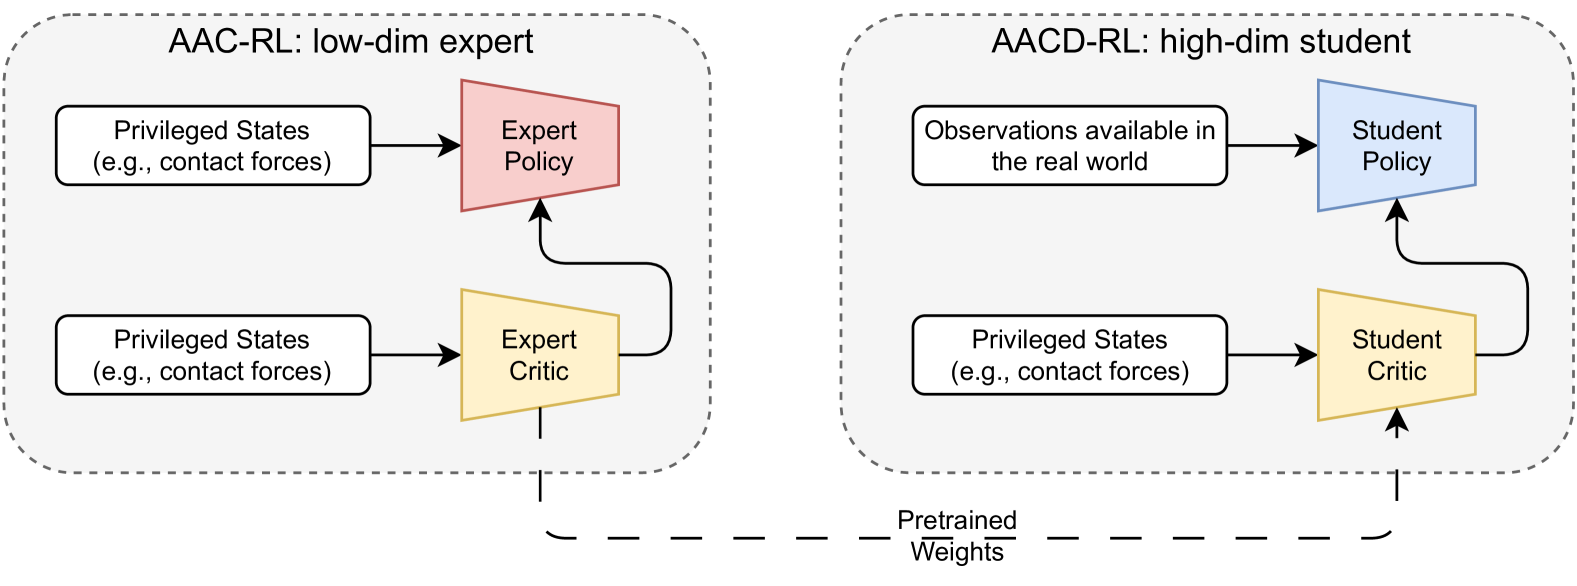 AAC-RL: low-dim expert
Privileged States
(e.g., contact forces)
Expert
Policy
Privileged States
(e.g., contact forces)
Expert
Critic
AACD-RL: high-dim student
Observations available in
the real world
Student
Policy
Privileged States
(e.g., contact forces)
Student
Critic
Pretrained
Weights